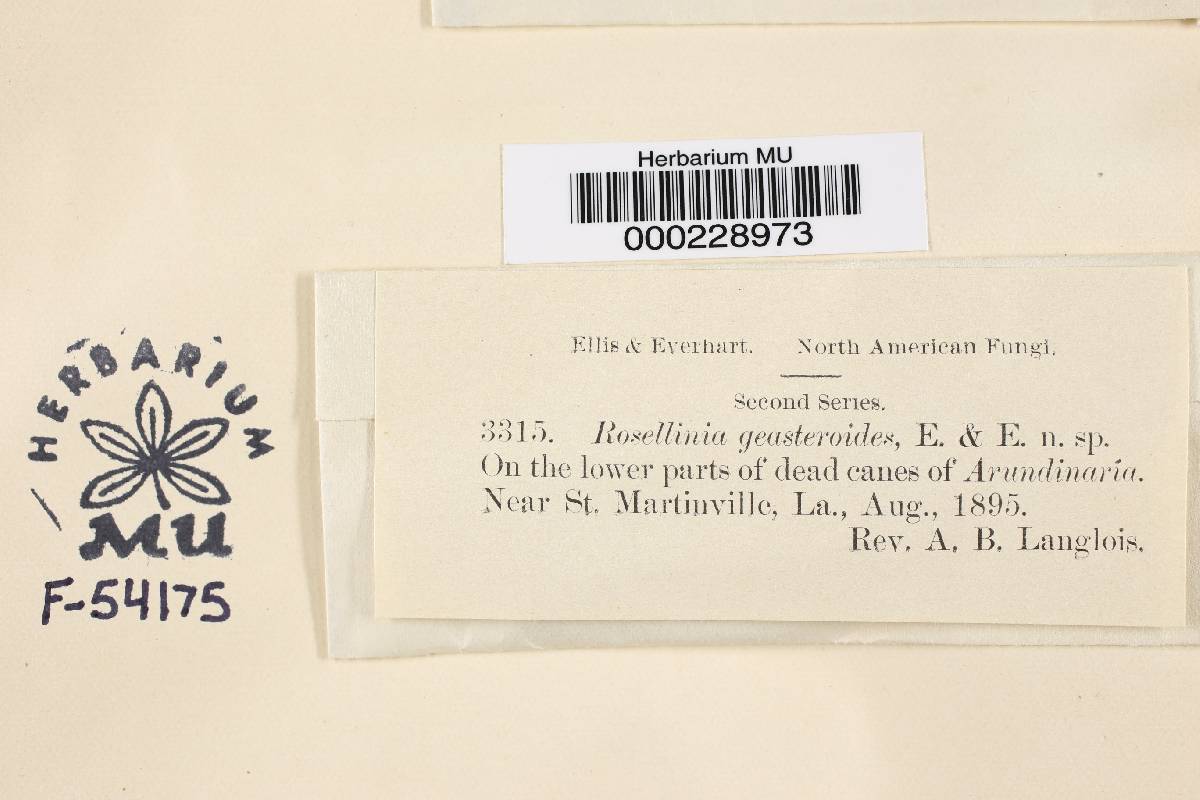 Herbarium MU
000228973
Ellis & Everhart. North American Fungi.
Second Series.
3315. Rosellinia geasteroides, E. & E. n. sp.
On the lower parts of dead canes of Arundinaria.
Near St. Martinville, La., Aug., 1895.
Rev. A. B. Langlois.
HERBARIUM
MU
F-54175